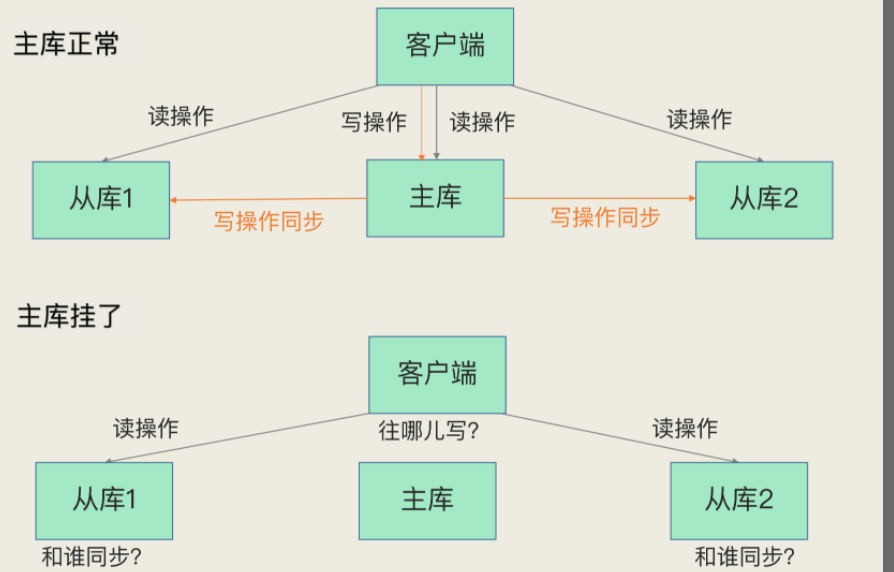 主库正常
客户端
读操作
写操作
读操作
读操作
从库1
主库
从库2
写操作同步
写操作同步
主库挂了
客户端
读操作
往哪儿写?
读操作
从库1
主库
从库2
和谁同步?
和谁同步?